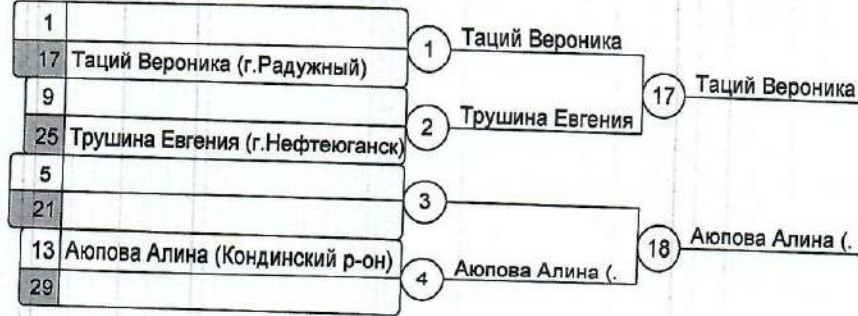 1
17 Таций Вероника (г.Радужный)
1 Таций Вероника
9
25 Трушина Евгения (г.Нефтеюганск)
2 Трушина Евгения
17 Таций Вероника
5
21
3
13 Аюпова Алина (Кондинский р-он)
29
4 Аюпова Алина (.
18 Аюпова Алина (.